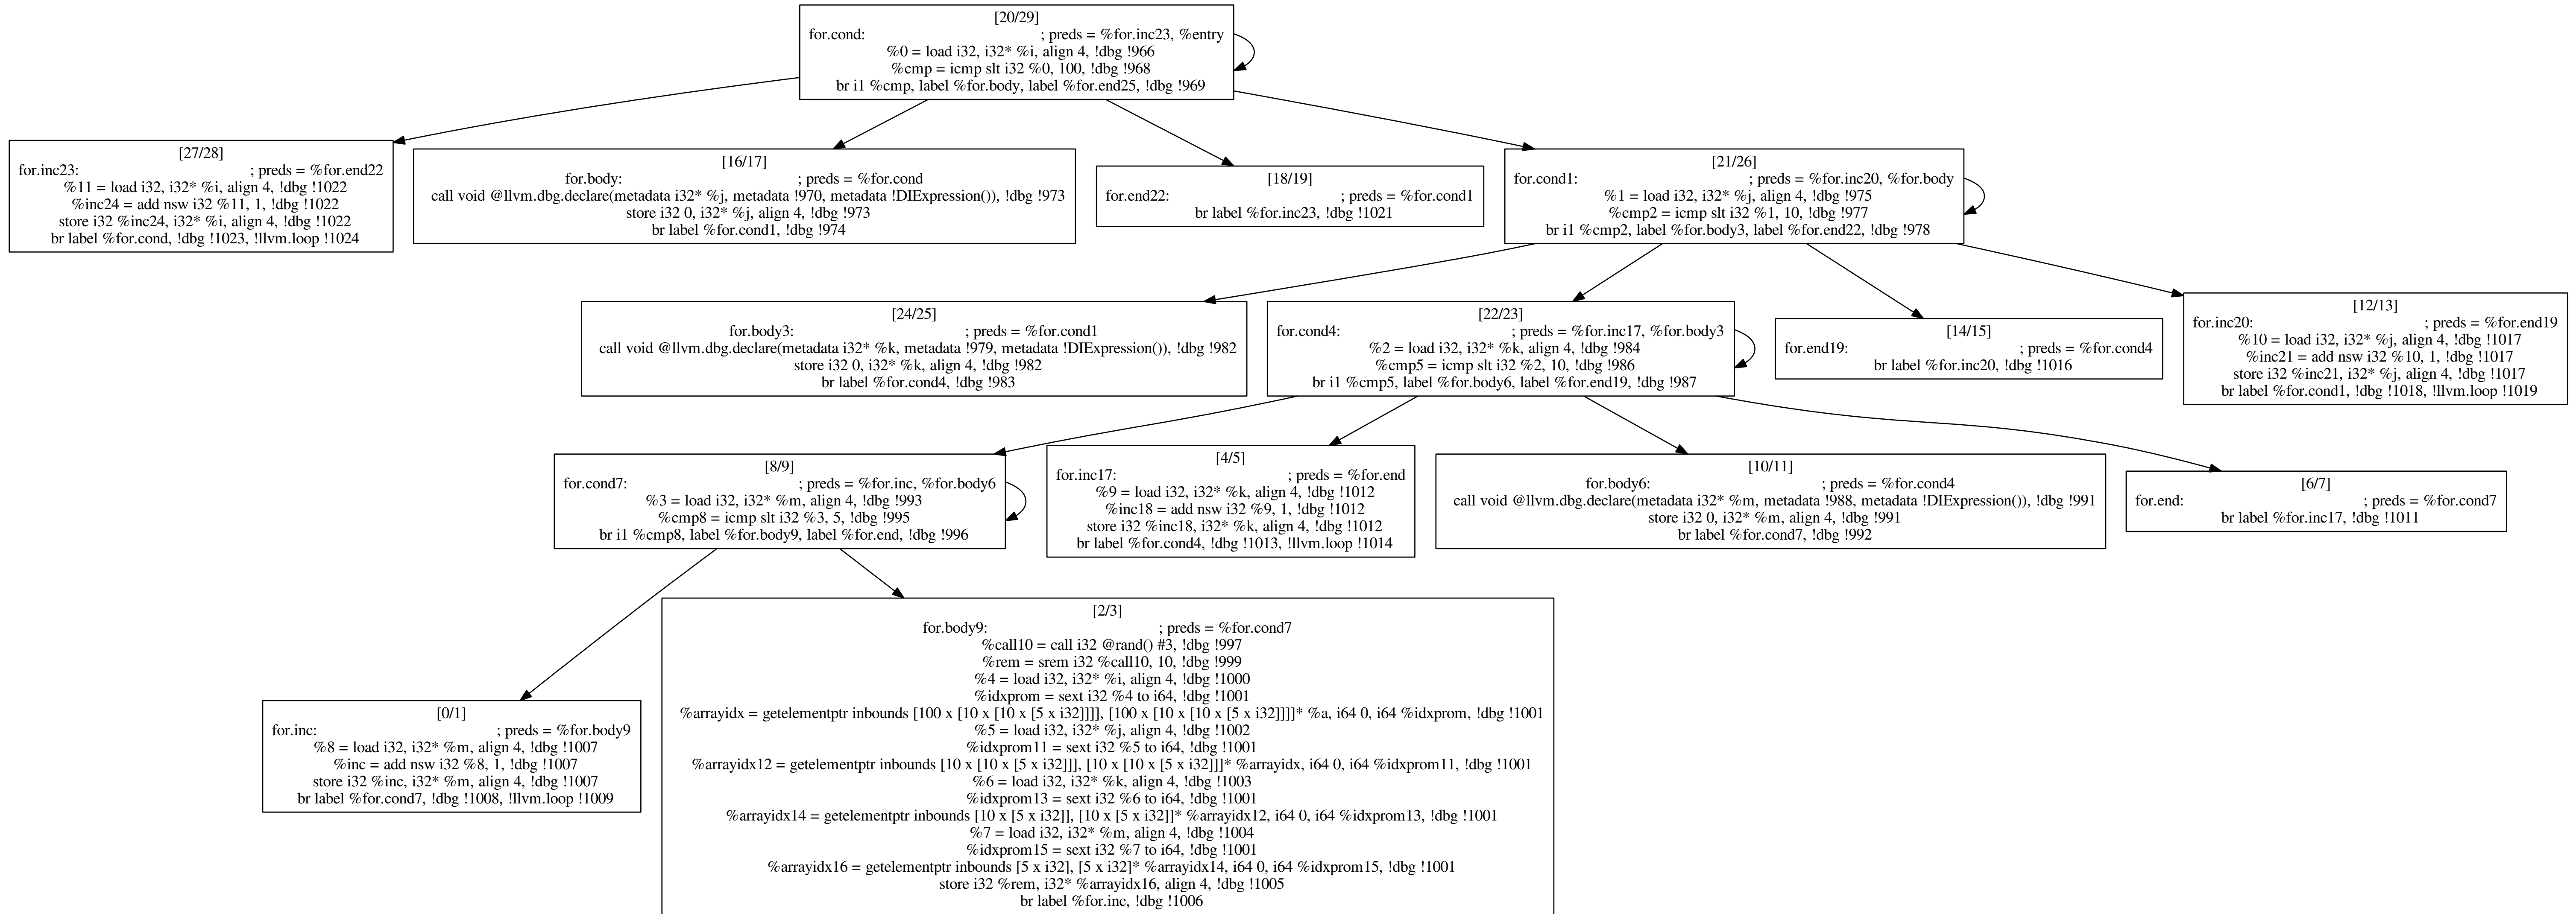 [20/29]
for.cond: ; preds = %for.inc23, %entry
%0 = load i32, i32* %i, align 4, !dbg !966
%cmp = icmp slt i32 %0, 100, !dbg !968
br i1 %cmp, label %for.body, label %for.end25, !dbg !969
[27/28]
for.inc23: ; preds = %for.end22
%11 = load i32, i32* %i, align 4, !dbg !1022
%inc24 = add nsw i32 %11, 1, !dbg !1022
store i32 %inc24, i32* %i, align 4, !dbg !1022
br label %for.cond, !dbg !1023, !llvm.loop !1024
[16/17]
for.body: ; preds = %for.cond
call void @llvm.dbg.declare(metadata i32* %j, metadata !970, metadata !DIExpression()), !dbg !973
store i32 0, i32* %j, align 4, !dbg !973
br label %for.cond1, !dbg !974
[18/19]
for.end22: ; preds = %for.cond1
br label %for.inc23, !dbg !1021
[21/26]
for.cond1: ; preds = %for.inc20, %for.body
%1 = load i32, i32* %j, align 4, !dbg !975
%cmp2 = icmp slt i32 %1, 10, !dbg !977
br i1 %cmp2, label %for.body3, label %for.end22, !dbg !978
[24/25]
for.body3: ; preds = %for.cond1
call void @llvm.dbg.declare(metadata i32* %k, metadata !979, metadata !DIExpression()), !dbg !982
store i32 0, i32* %k, align 4, !dbg !982
br label %for.cond4, !dbg !983
[22/23]
for.cond4: ; preds = %for.inc17, %for.body3
%2 = load i32, i32* %k, align 4, !dbg !984
%cmp5 = icmp slt i32 %2, 10, !dbg !986
br i1 %cmp5, label %for.body6, label %for.end19, !dbg !987
[14/15]
for.end19: ; preds = %for.cond4
br label %for.inc20, !dbg !1016
[12/13]
for.inc20: ; preds = %for.end19
%10 = load i32, i32* %j, align 4, !dbg !1017
%inc21 = add nsw i32 %10, 1, !dbg !1017
store i32 %inc21, i32* %j, align 4, !dbg !1017
br label %for.cond1, !dbg !1018, !llvm.loop !1019
[8/9]
for.cond7: ; preds = %for.inc, %for.body6
%3 = load i32, i32* %m, align 4, !dbg !993
%cmp8 = icmp slt i32 %3, 5, !dbg !995
br i1 %cmp8, label %for.body9, label %for.end, !dbg !996
[4/5]
for.inc17: ; preds = %for.end
%9 = load i32, i32* %k, align 4, !dbg !1012
%inc18 = add nsw i32 %9, 1, !dbg !1012
store i32 %inc18, i32* %k, align 4, !dbg !1012
br label %for.cond4, !dbg !1013, !llvm.loop !1014
[10/11]
for.body6: ; preds = %for.cond4
call void @llvm.dbg.declare(metadata i32* %m, metadata !988, metadata !DIExpression()), !dbg !991
store i32 0, i32* %m, align 4, !dbg !991
br label %for.cond7, !dbg !992
[6/7]
for.end: ; preds = %for.cond7
br label %for.inc17, !dbg !1011
[0/1]
for.inc: ; preds = %for.body9
%8 = load i32, i32* %m, align 4, !dbg !1007
%inc = add nsw i32 %8, 1, !dbg !1007
store i32 %inc, i32* %m, align 4, !dbg !1007
br label %for.cond7, !dbg !1008, !llvm.loop !1009
[2/3]
for.body9: ; preds = %for.cond7
%call10 = call i32 @rand() #3, !dbg !997
%rem = srem i32 %call10, 10, !dbg !999
%4 = load i32, i32* %i, align 4, !dbg !1000
%idxprom = sext i32 %4 to i64, !dbg !1001
%arrayidx = getelementptr inbounds [100 x [10 x [10 x [5 x i32]]]], [100 x [10 x [10 x [5 x i32]]]]* %a, i64 0, i64 %idxprom, !dbg !1001
%5 = load i32, i32* %j, align 4, !dbg !1002
%idxprom11 = sext i32 %5 to i64, !dbg !1001
%arrayidx12 = getelementptr inbounds [10 x [10 x [5 x i32]]], [10 x [10 x [5 x i32]]]* %arrayidx, i64 0, i64 %idxprom11, !dbg !1001
%6 = load i32, i32* %k, align 4, !dbg !1003
%idxprom13 = sext i32 %6 to i64, !dbg !1001
%arrayidx14 = getelementptr inbounds [10 x [5 x i32]], [10 x [5 x i32]]* %arrayidx12, i64 0, i64 %idxprom13, !dbg !1001
%7 = load i32, i32* %m, align 4, !dbg !1004
%idxprom15 = sext i32 %7 to i64, !dbg !1001
%arrayidx16 = getelementptr inbounds [5 x i32], [5 x i32]* %arrayidx14, i64 0, i64 %idxprom15, !dbg !1001
store i32 %rem, i32* %arrayidx16, align 4, !dbg !1005
br label %for.inc, !dbg !1006